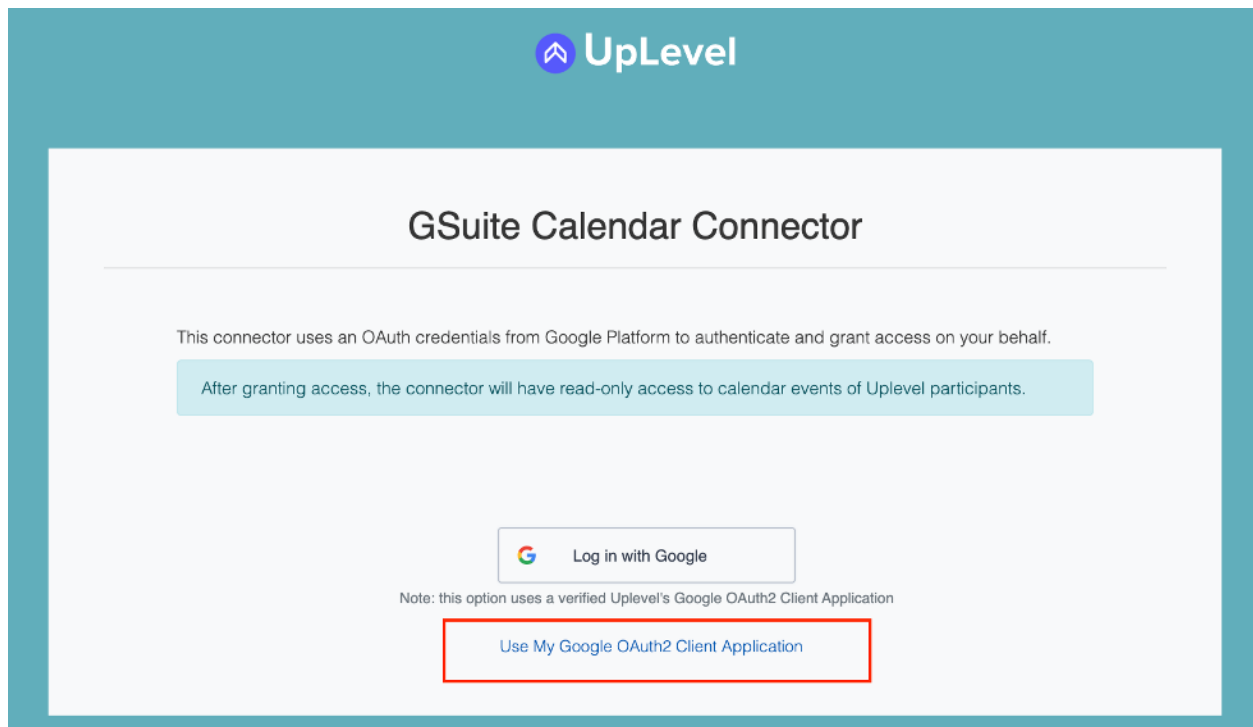 UpLevel
GSuite Calendar Connector
This connector uses an OAuth credentials from Google Platform to authenticate and grant access on your behalf.
After granting access, the connector will have read-only access to calendar events of Uplevel participants.
Log in with Google
Note: this option uses a verified Uplevel's Google OAuth2 Client Application
Use My Google OAuth2 Client Application